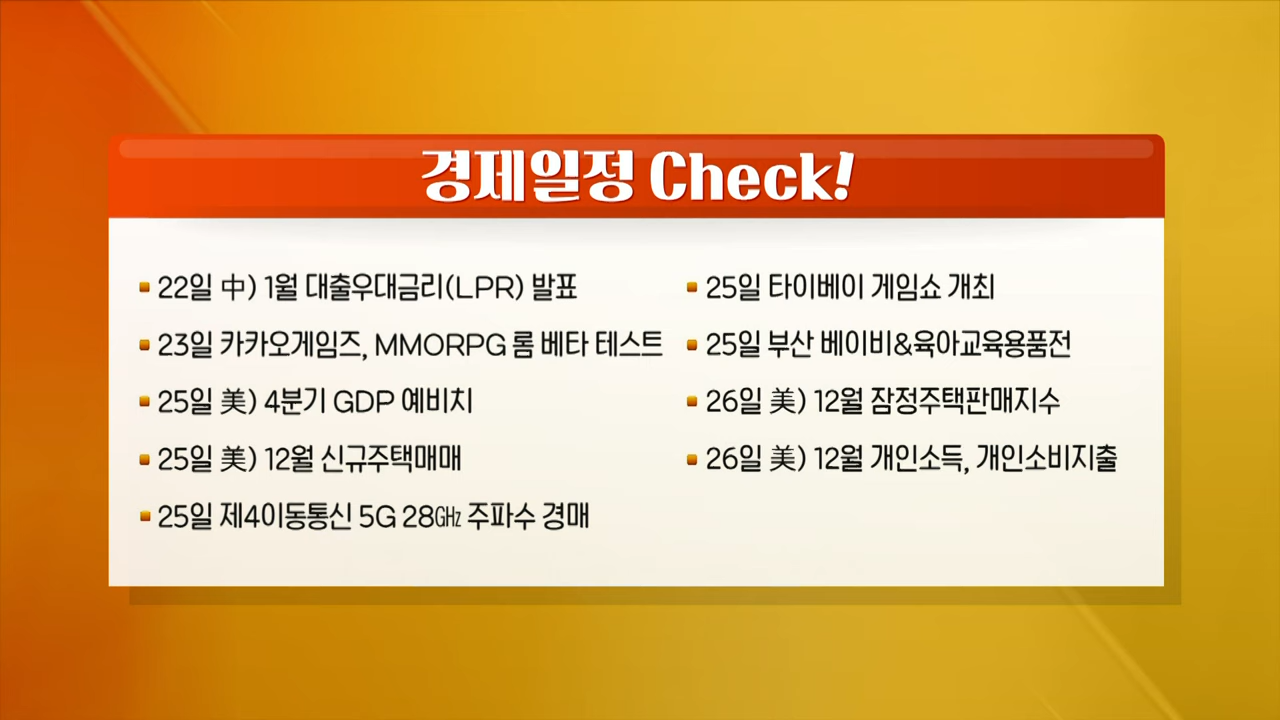 경제일정 Check!
22일 中) 1월 대출우대금리(LPR) 발표
23일 카카오게임즈, MMORPG 롬 베타 테스트
25일 美) 4분기 GDP 예비치
25일 美) 12월 신규주택매매
25일 제4이동통신 5G 28㎓ 주파수 경매
25일 타이베이 게임쇼 개최
25일 부산 베이비&육아교육용품전
26일 美) 12월 잠정주택판매지수
26일 美) 12월 개인소득, 개인소비지출